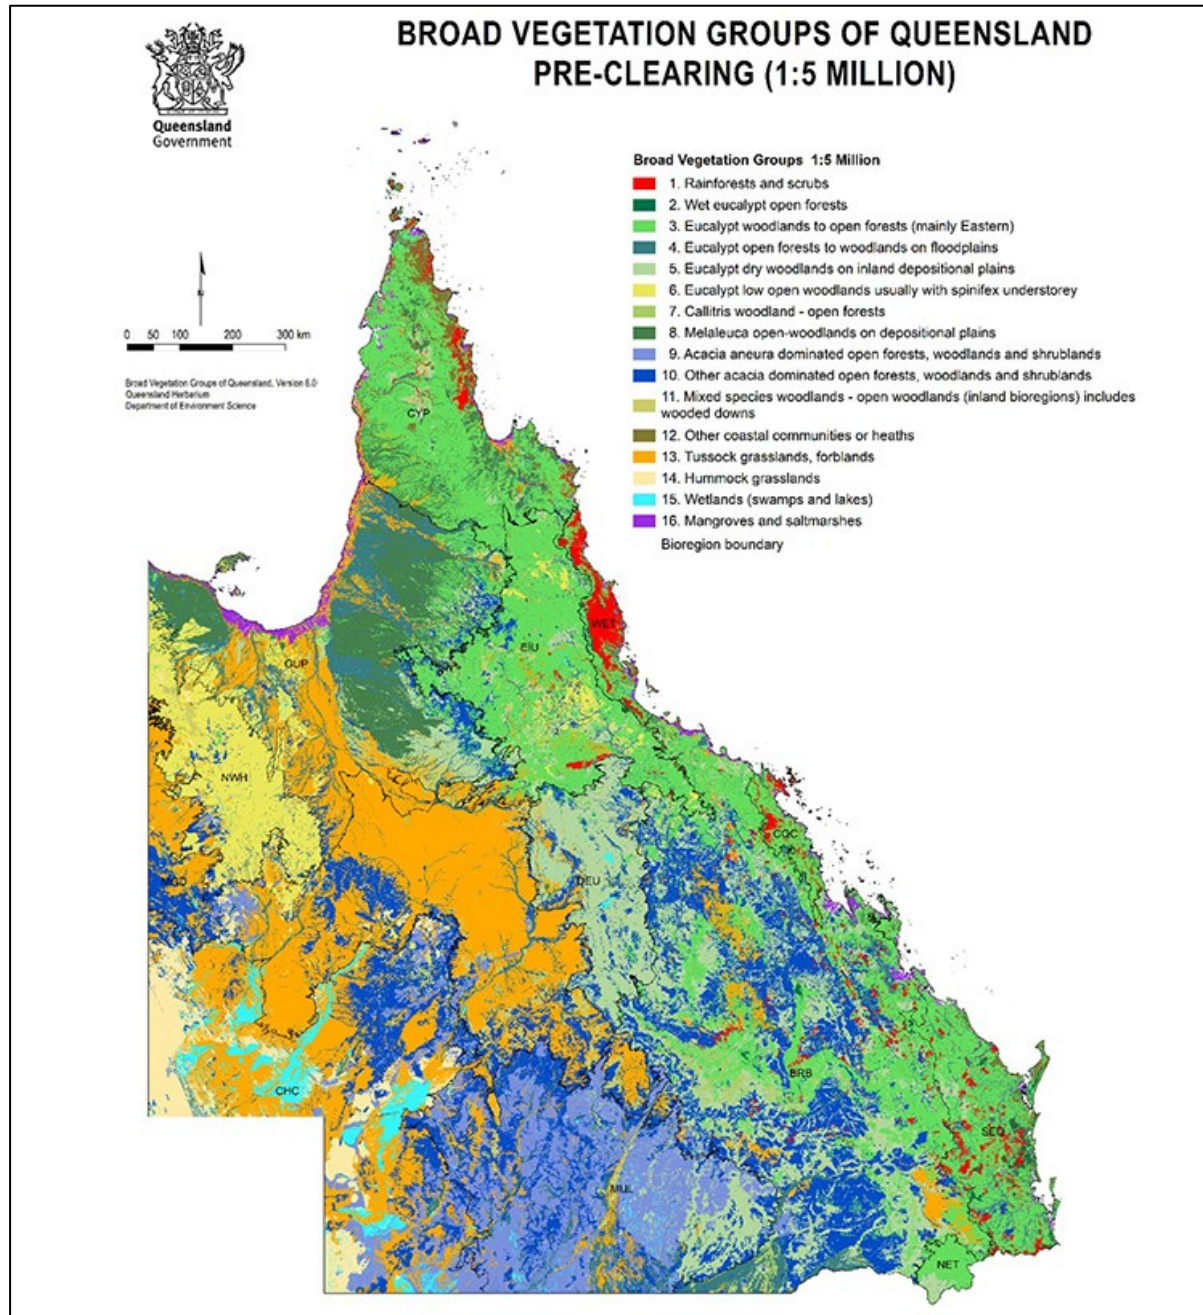 BROAD VEGETATION GROUPS OF QUEENSLAND
PRE-CLEARING (1:5 MILLION)
Queensland
Government
Broad Vegetation Groups 1:5 Million
1. Rainforests and scrubs
2. Wet eucalypt open forests
3. Eucalypt woodlands to open forests (mainly Eastern)
4. Eucalypt open forests to woodlands on floodplains
5. Eucalypt dry woodlands on inland depositional plains
6. Eucalypt low open woodlands usually with spinifex understorey
7. Callitris woodland - open forests
8. Melaleuca open-woodlands on depositional plains
9. Acacia aneura dominated open forests, woodlands and shrublands
10. Other acacia dominated open forests, woodlands and shrublands
11. Mixed species woodlands - open woodlands (inland bioregions) includes
wooded downs
12. Other coastal communities or heaths
13. Tussock grasslands, forblands
14. Hummock grasslands
15. Wetlands (swamps and lakes)
16. Mangroves and saltmarshes
Bioregion boundary
0 50 100 200 300 km
Broad Vegetation Groups of Queensland, Version 6.0
Queensland Herbarium
Department of Environment Science
CYP
WET
EIU
GUP
NWH
CQC
DEU
BRB
CHC
SEQ
MUL
NET